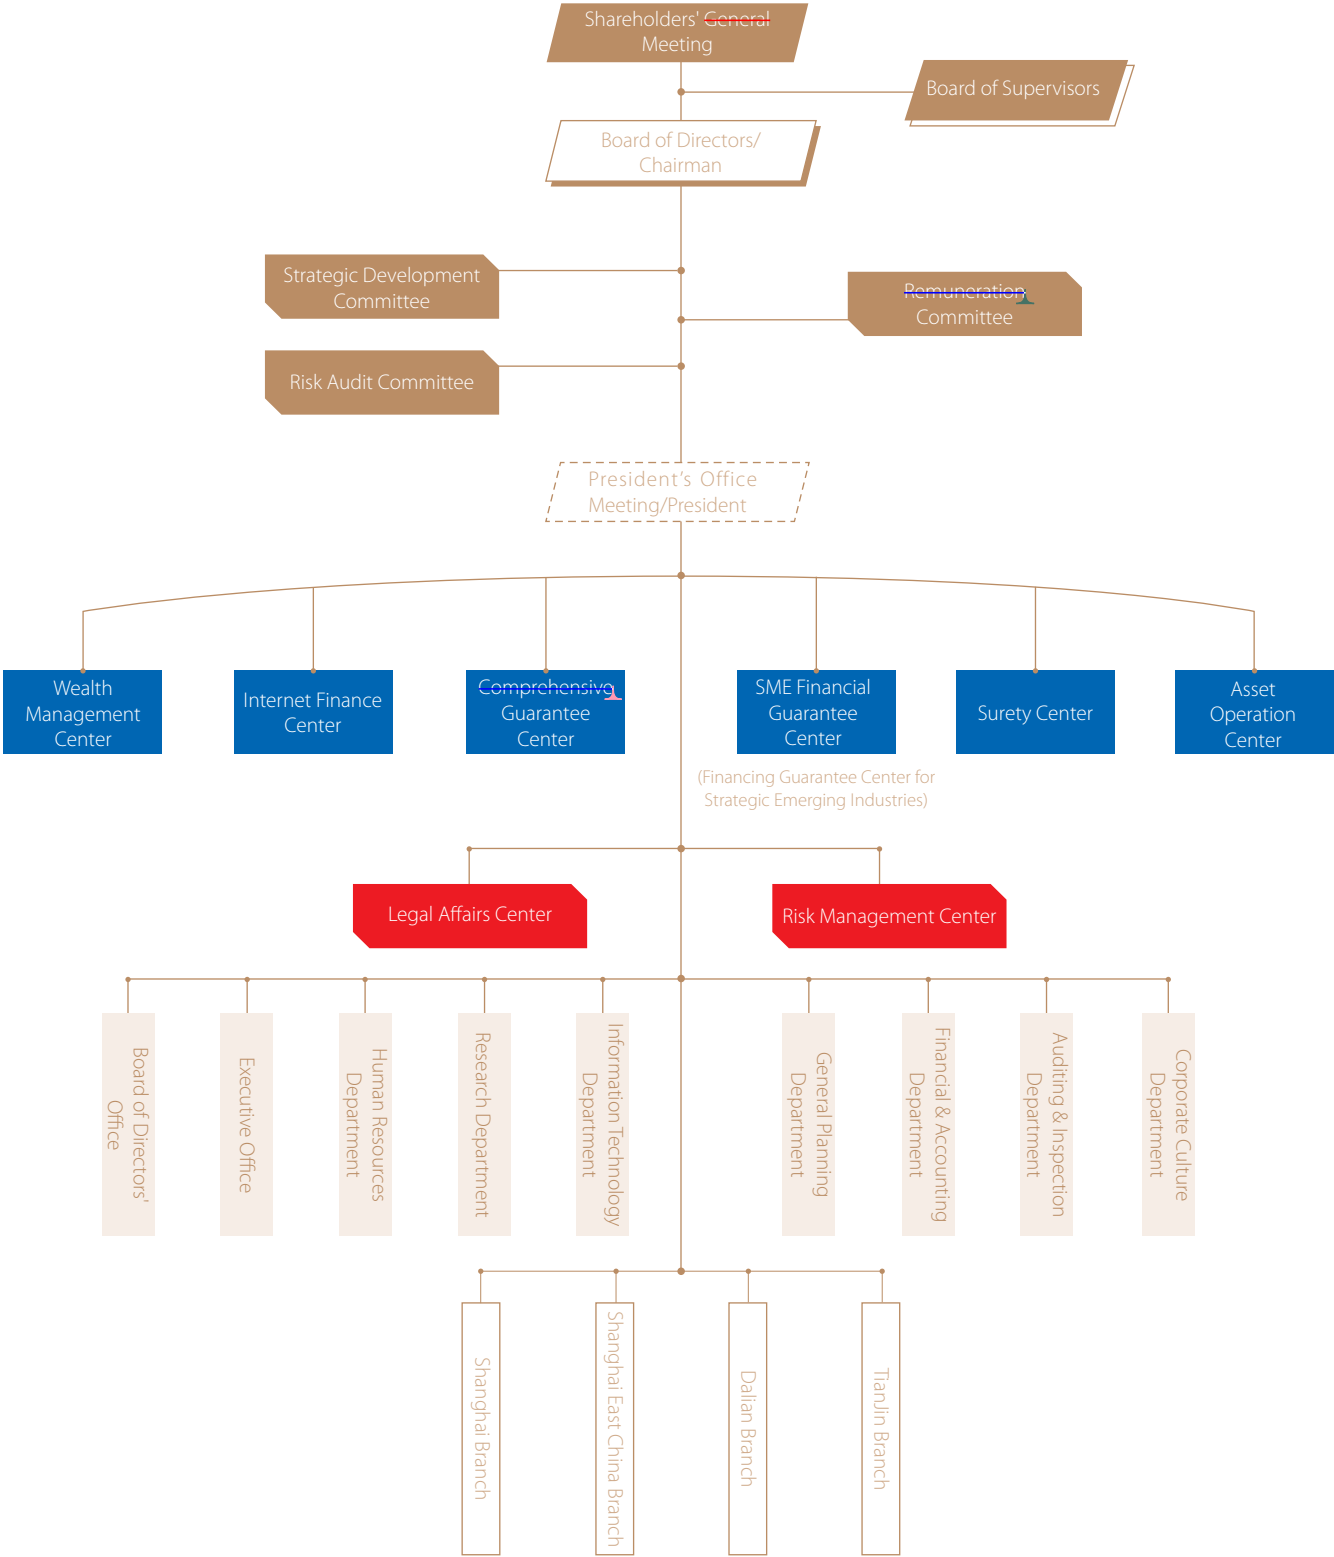 Shareholders' General
Meeting
Board of Supervisors
Board of Directors/
Chairman
Strategic Development
Committee
Remuneration
Committee
Risk Audit Committee
President's Office
Meeting/President
Wealth
Management
Center
Internet Finance
Center
Comprehensive
Guarantee
Center
SME Financial
Guarantee
Center
Surety Center
Asset
Operation
Center
(Financing Guarantee Center for
Strategic Emerging Industries)
Legal Affairs Center
Risk Management Center
Board of Directors'
Office
Executive Office
Human Resources
Department
Research Department
Information Technology
Department
General Planning
Department
Financial & Accounting
Department
Auditing & Inspection
Department
Corporate Culture
Department
Shanghai Branch
Shanghai East China Branch
Dalian Branch
TianJin Branch